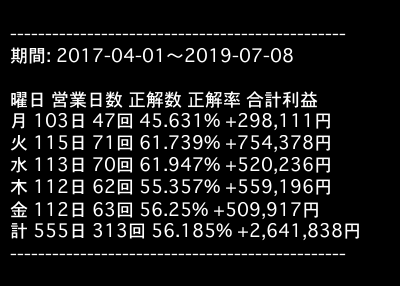 ------------------------------------------------
期間: 2017-04-01〜2019-07-08
曜日 営業日数 正解数 正解率 合計利益
月 103日 47回 45.631% +298,111円
火 115日 71回 61.739% +754,378円
水 113日 70回 61.947% +520,236円
木 112日 62回 55.357% +559,196円
金 112日 63回 56.25% +509,917円
計 555日 313回 56.185% +2,641,838円
------------------------------------------------